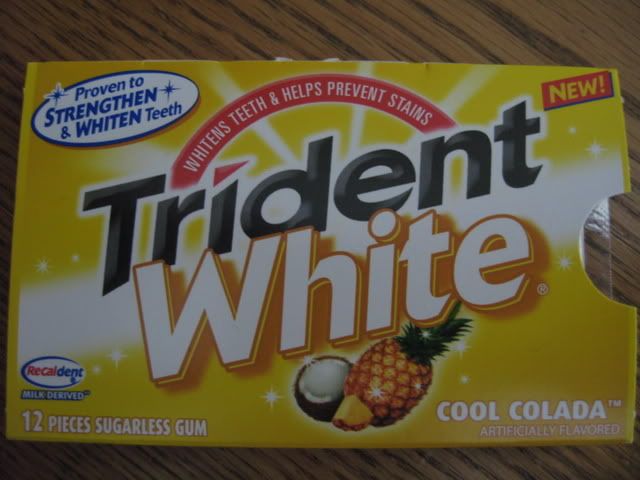 Proven to
STRENGTHEN
& WHITEN Teeth
WHITENS TEETH & HELPS PREVENT STAINS
NEW!
Trident
White®
Recaldent
MILK-DERIVED™
12 PIECES SUGARLESS GUM
COOL COLADA™
ARTIFICIALLY FLAVORED